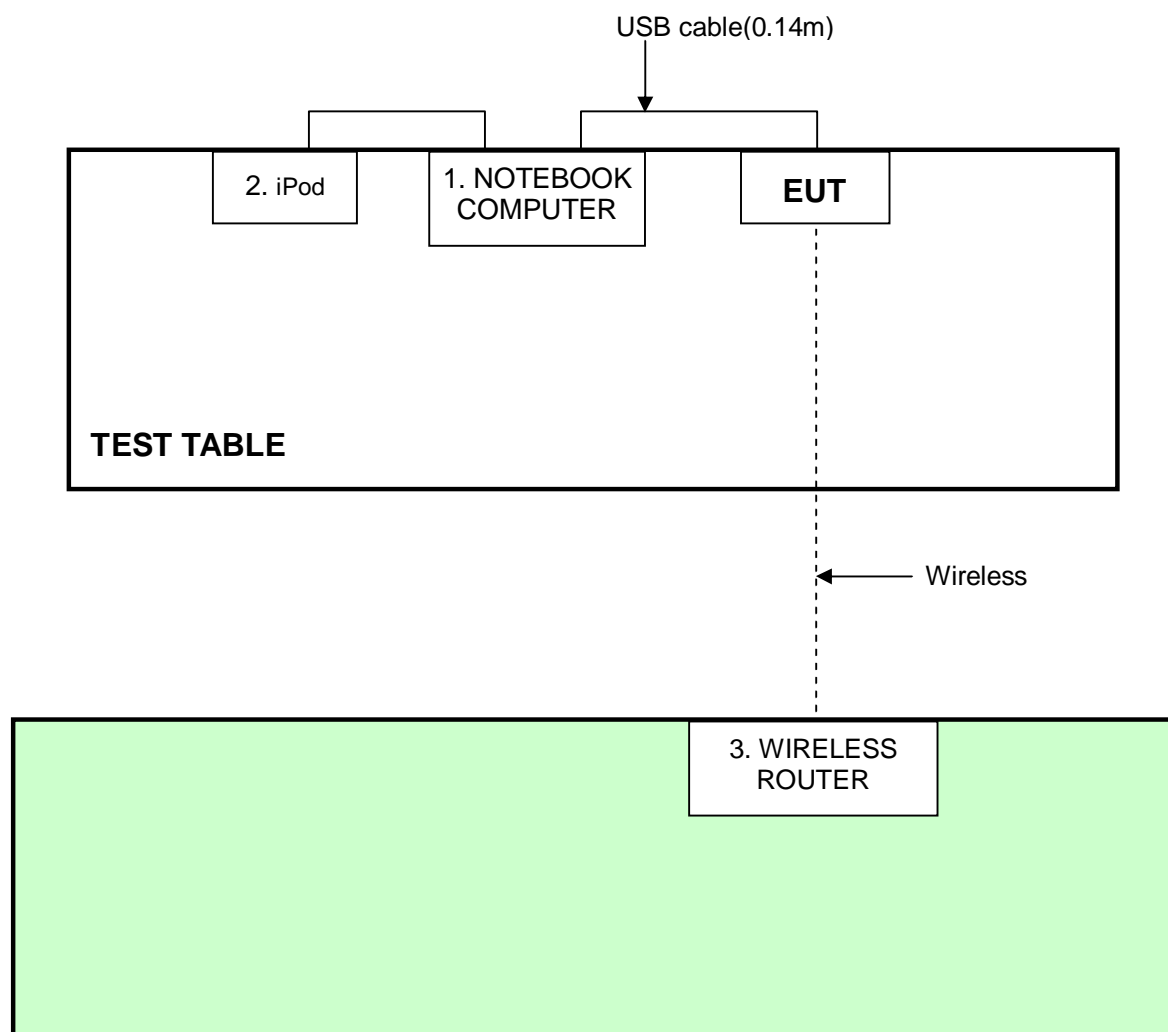 USB cable(0.14m)
2. iPod
1. NOTEBOOK
COMPUTER
EUT
TEST TABLE
Wireless
3. WIRELESS
ROUTER